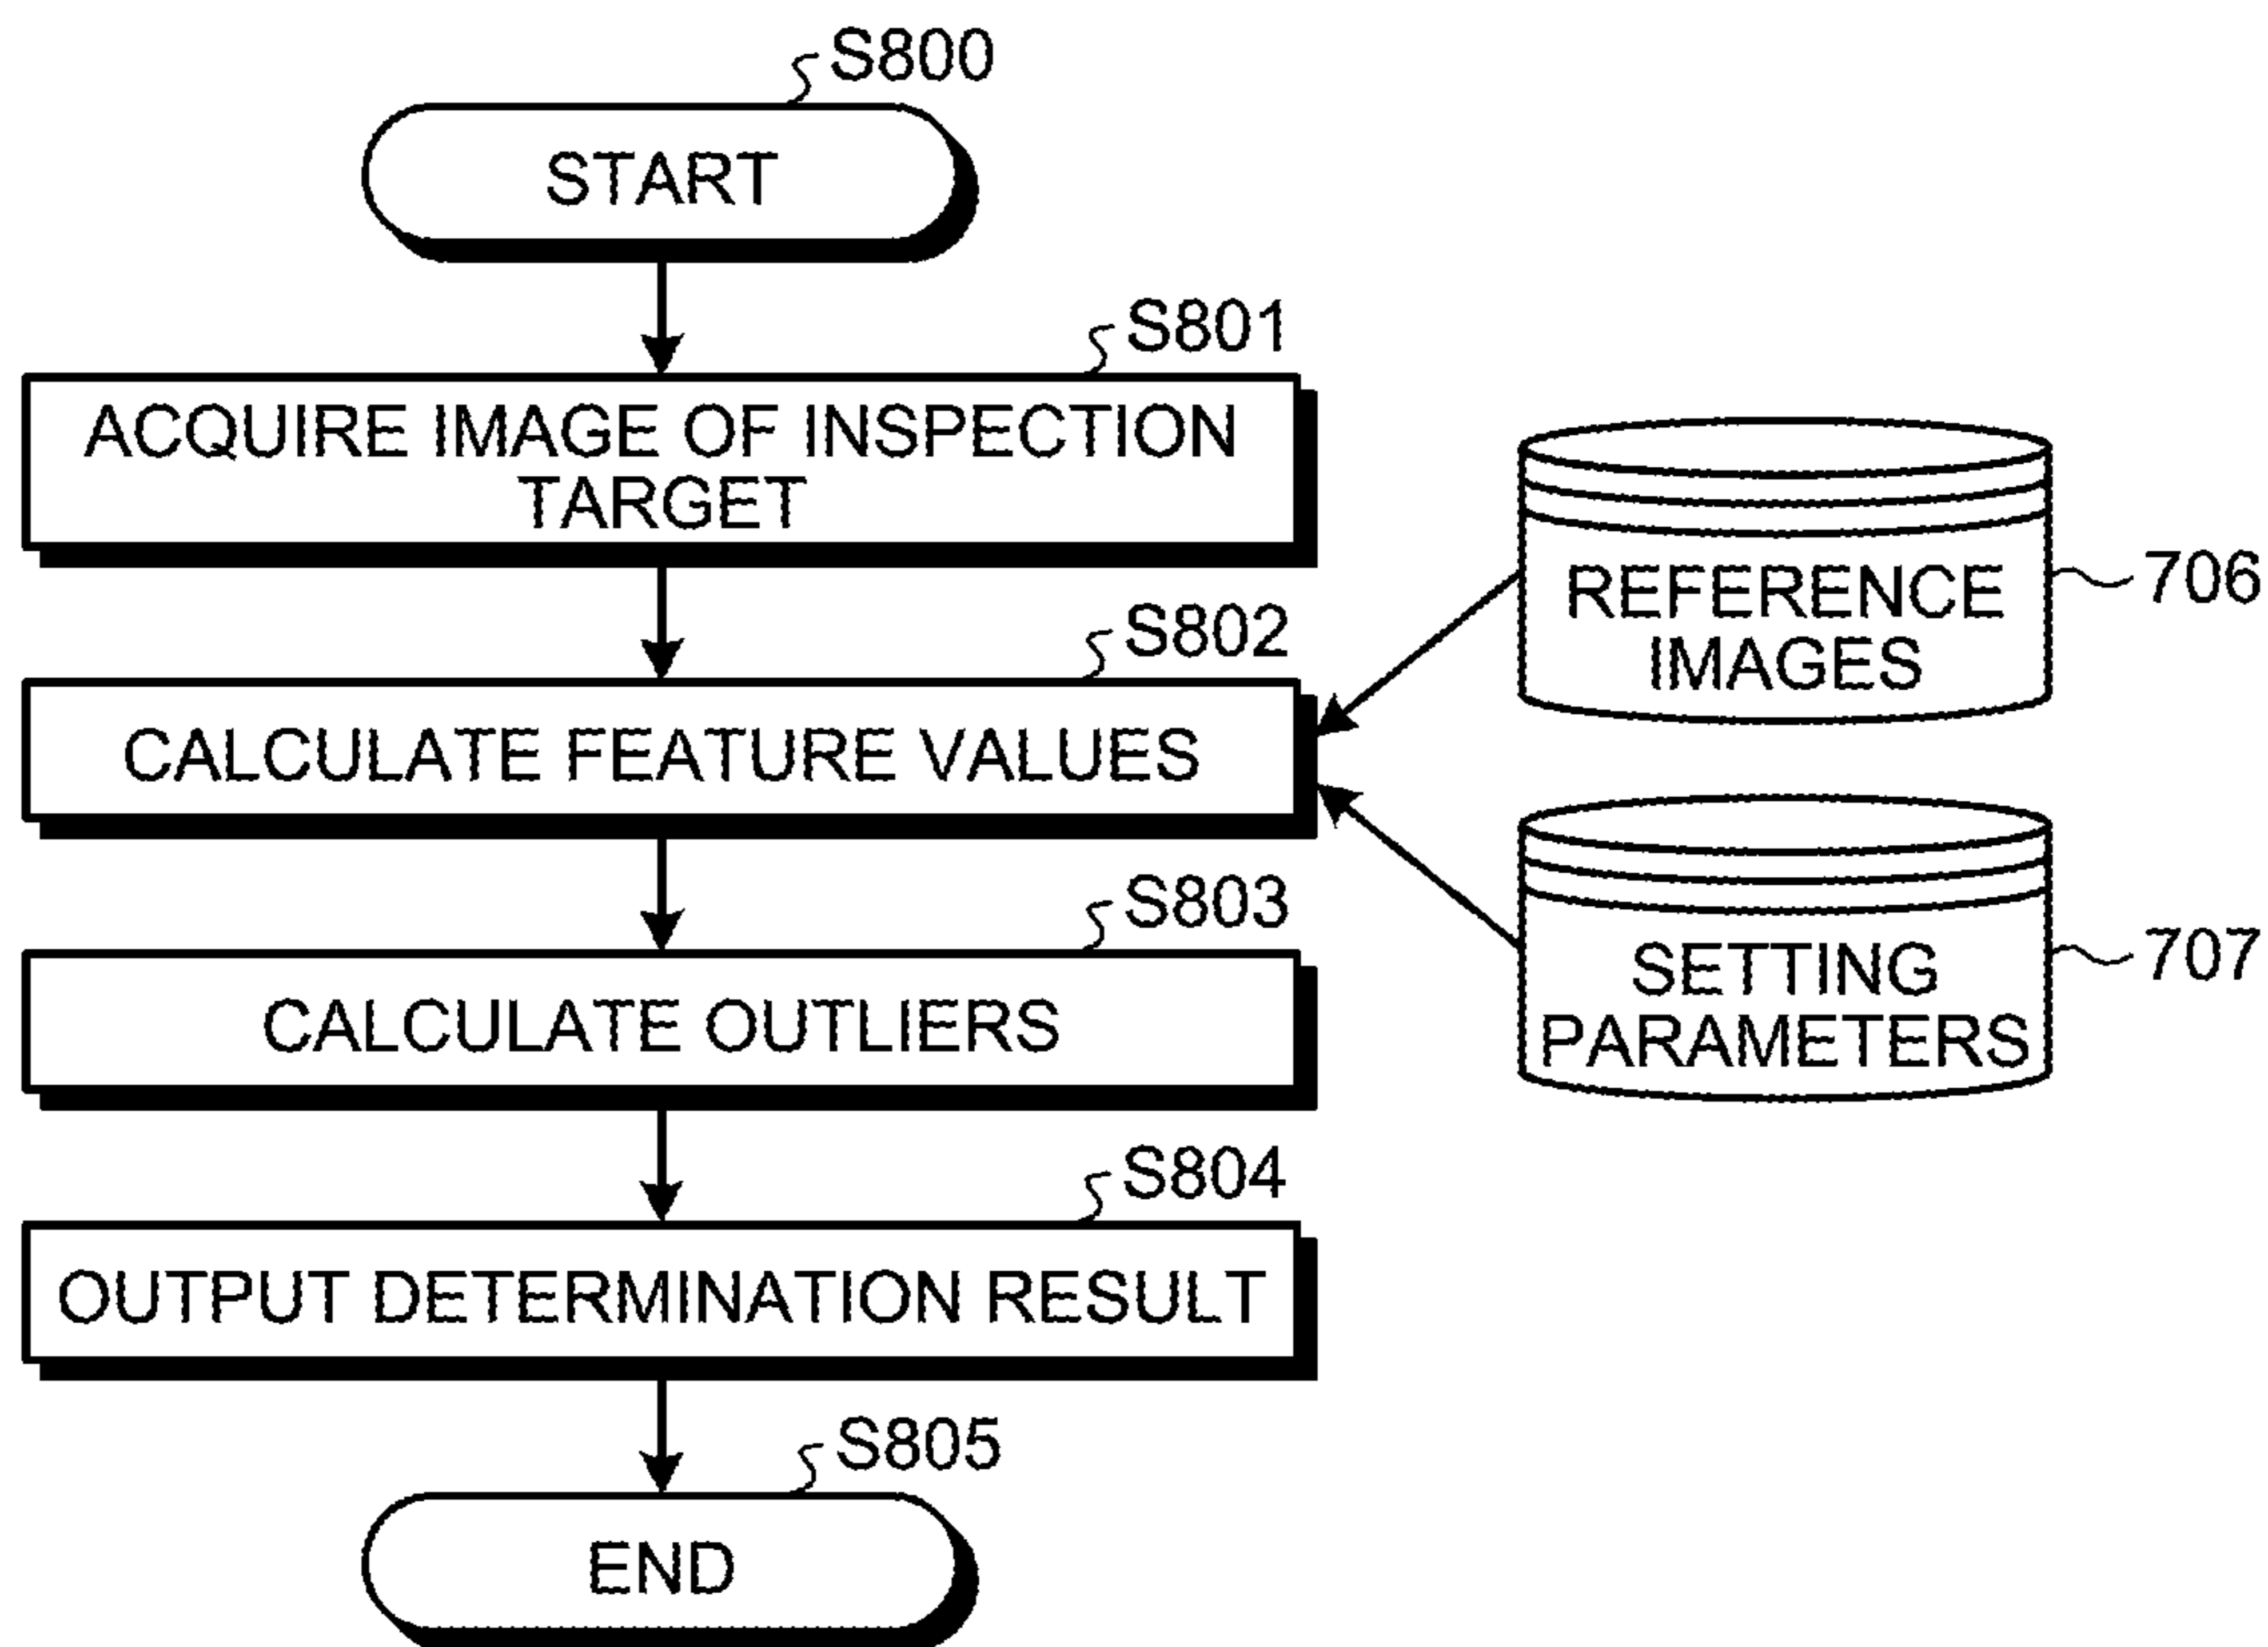 S800
START
S801
ACQUIRE IMAGE OF INSPECTION
TARGET
S802
CALCULATE FEATURE VALUES
REFERENCE
IMAGES
706
SETTING
PARAMETERS
707
S803
CALCULATE OUTLIERS
S804
OUTPUT DETERMINATION RESULT
S805
END